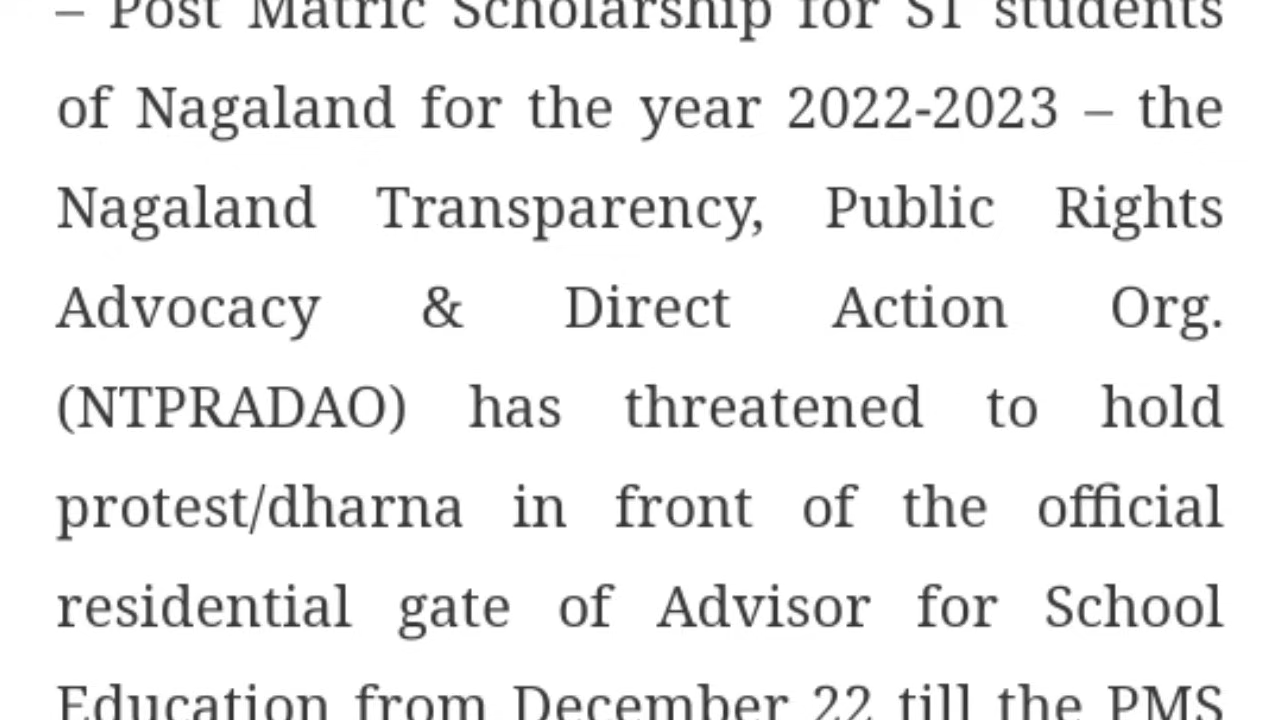 – Post Matric Scholarship for ST students
of Nagaland for the year 2022-2023 – the
Nagaland Transparency, Public Rights
Advocacy & Direct Action Org.
(NTPRADAO) has threatened to hold
protest/dharna in front of the official
residential gate of Advisor for School
Education from December 22 till the PMS